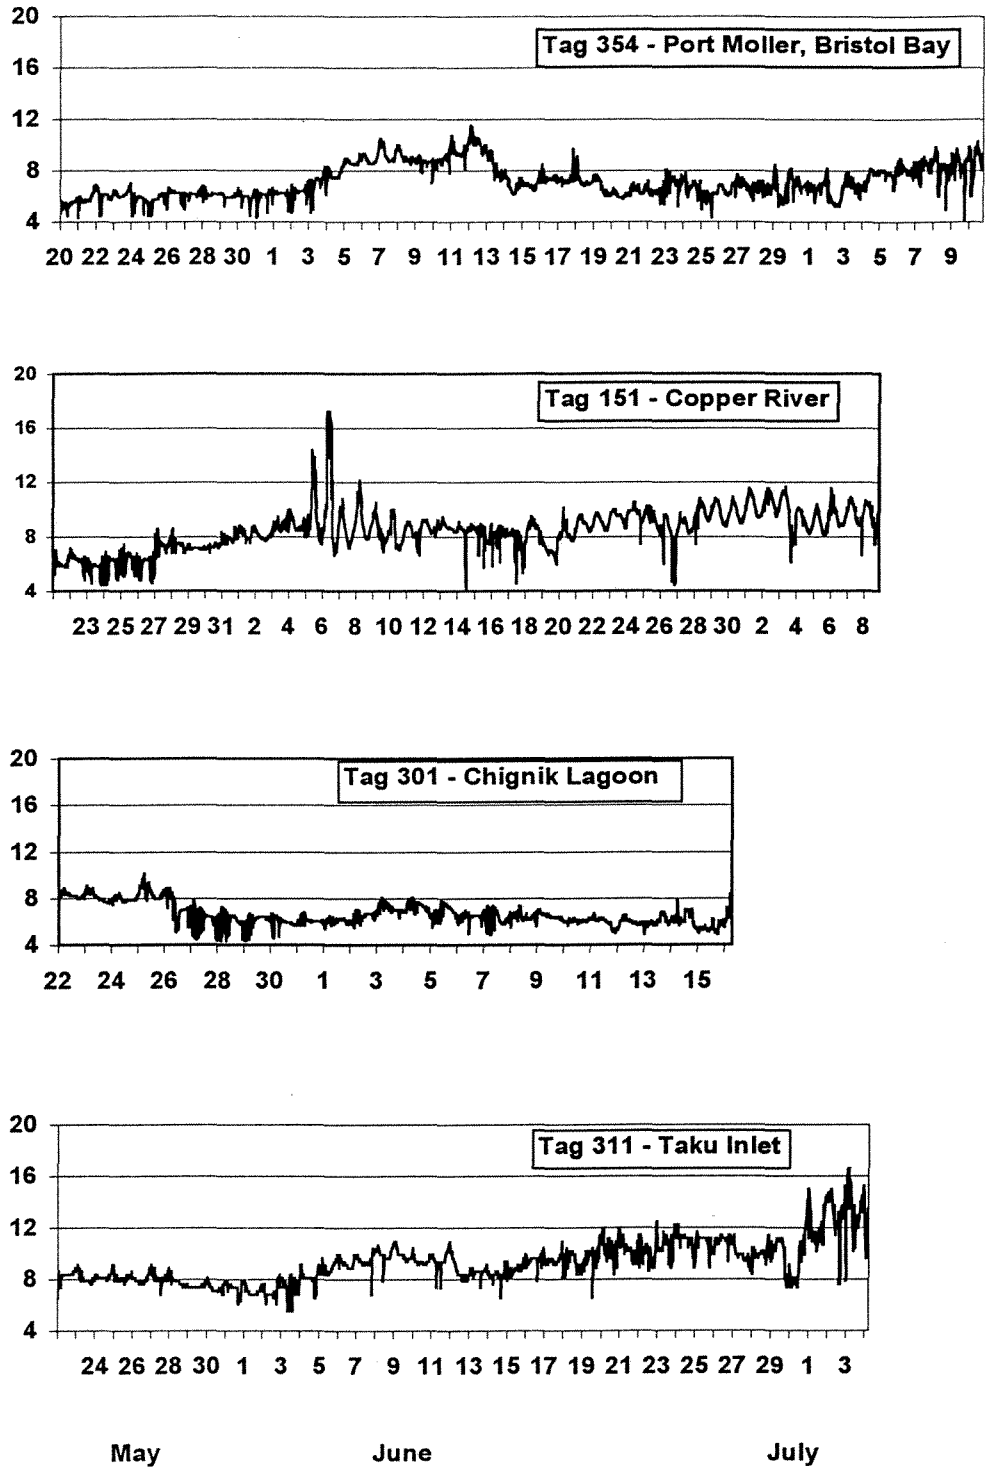 20
Tag 354 - Port Moller, Bristol Bay
16
12
8
4
20 22 24 26 28 30 1 3 5 7 9 11 13 15 17 19 21 23 25 27 29 1 3 5 7 9
20
Tag 151 - Copper River
16
12
8
4
23 25 27 29 31 2 4 6 8 10 12 14 16 18 20 22 24 26 28 30 2 4 6 8
20
Tag 301 - Chignik Lagoon
16
12
8
4
22 24 26 28 30 1 3 5 7 9 11 13 15
20
Tag 311 - Taku Inlet
16
12
8
4
24 26 28 30 1 3 5 7 9 11 13 15 17 19 21 23 25 27 29 1 3
May June July